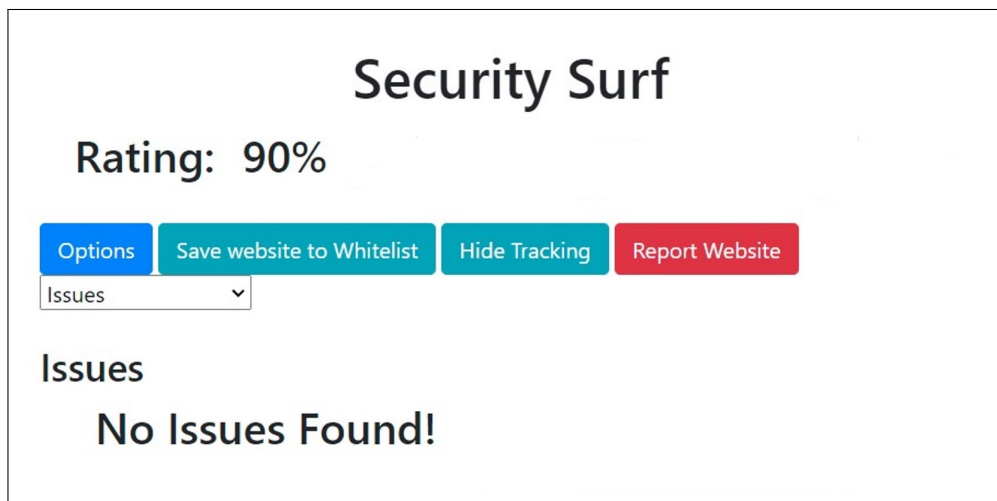 Security Surf
Rating: 90%
Options Save website to Whitelist Hide Tracking Report Website
Issues
Issues
No Issues Found!